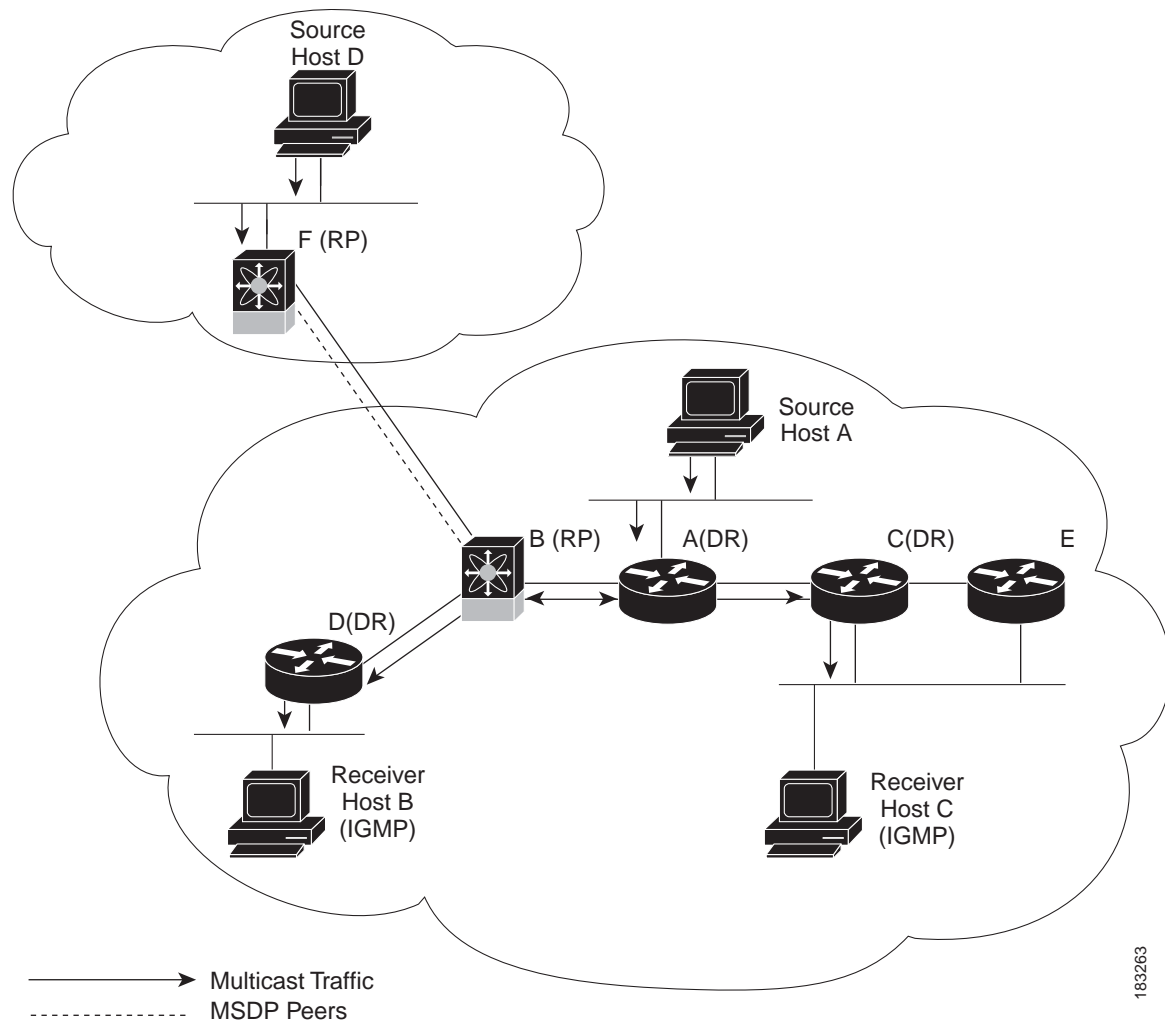 Source
Host D
F (RP)
Source
Host A
B (RP)
A(DR)
C(DR)
E
D(DR)
Receiver
Host B
(IGMP)
Receiver
Host C
(IGMP)
Multicast Traffic
MSDP Peers
183263